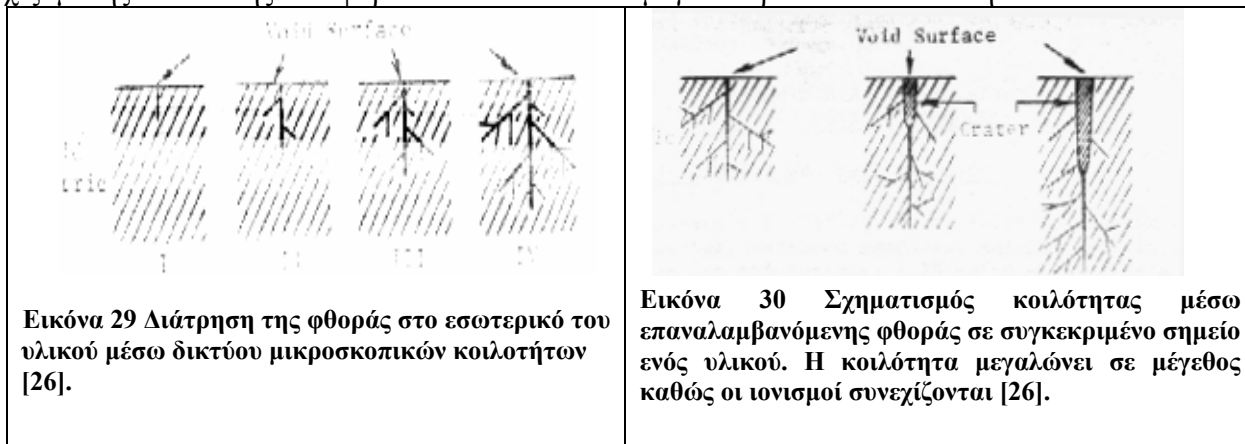 Void Surface
I II III IV
Εικόνα 29 Διάτρηση της φθοράς στο εσωτερικό του
υλικού μέσω δικτύου μικροσκοπικών κοιλοτήτων
[26].
Void Surface
Crater
Εικόνα 30 Σχηματισμός κοιλότητας μέσω
επαναλαμβανόμενης φθοράς σε συγκεκριμένο σημείο
ενός υλικού. Η κοιλότητα μεγαλώνει σε μέγεθος
καθώς οι ιονισμοί συνεχίζονται [26].